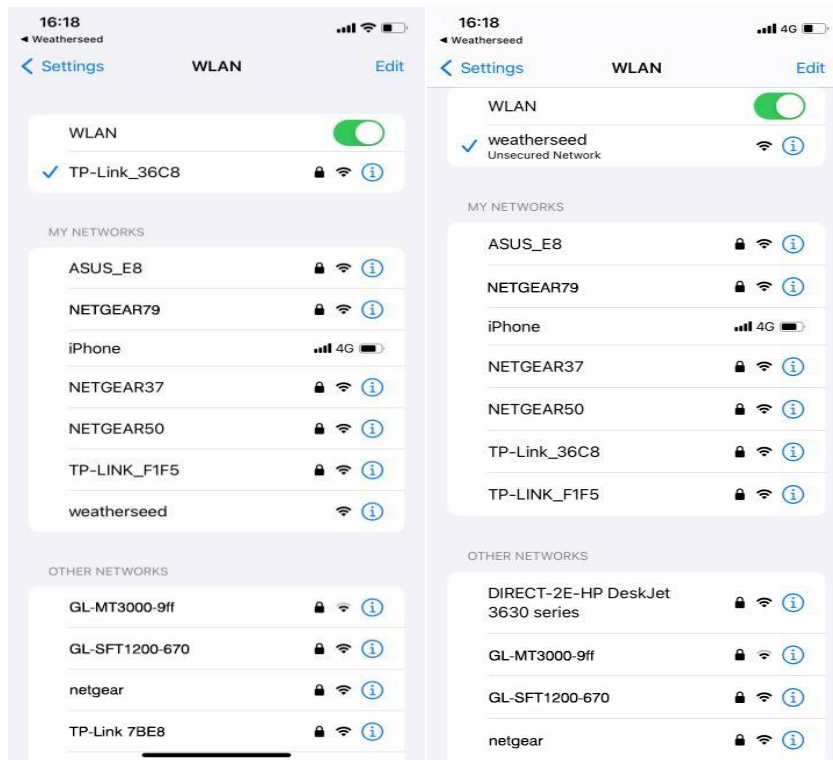 16:18
◀ Weatherseed
Settings WLAN Edit
WLAN
TP-Link_36C8
MY NETWORKS
ASUS_E8
NETGEAR79
iPhone 4G
NETGEAR37
NETGEAR50
TP-LINK_F1F5
weatherseed
OTHER NETWORKS
GL-MT3000-9ff
GL-SFT1200-670
netgear
TP-Link 7BE8
16:18 4G
◀ Weatherseed
Settings WLAN Edit
WLAN
weatherseed
Unsecured Network
MY NETWORKS
ASUS_E8
NETGEAR79
iPhone 4G
NETGEAR37
NETGEAR50
TP-Link_36C8
TP-LINK_F1F5
OTHER NETWORKS
DIRECT-2E-HP DeskJet
3630 series
GL-MT3000-9ff
GL-SFT1200-670
netgear